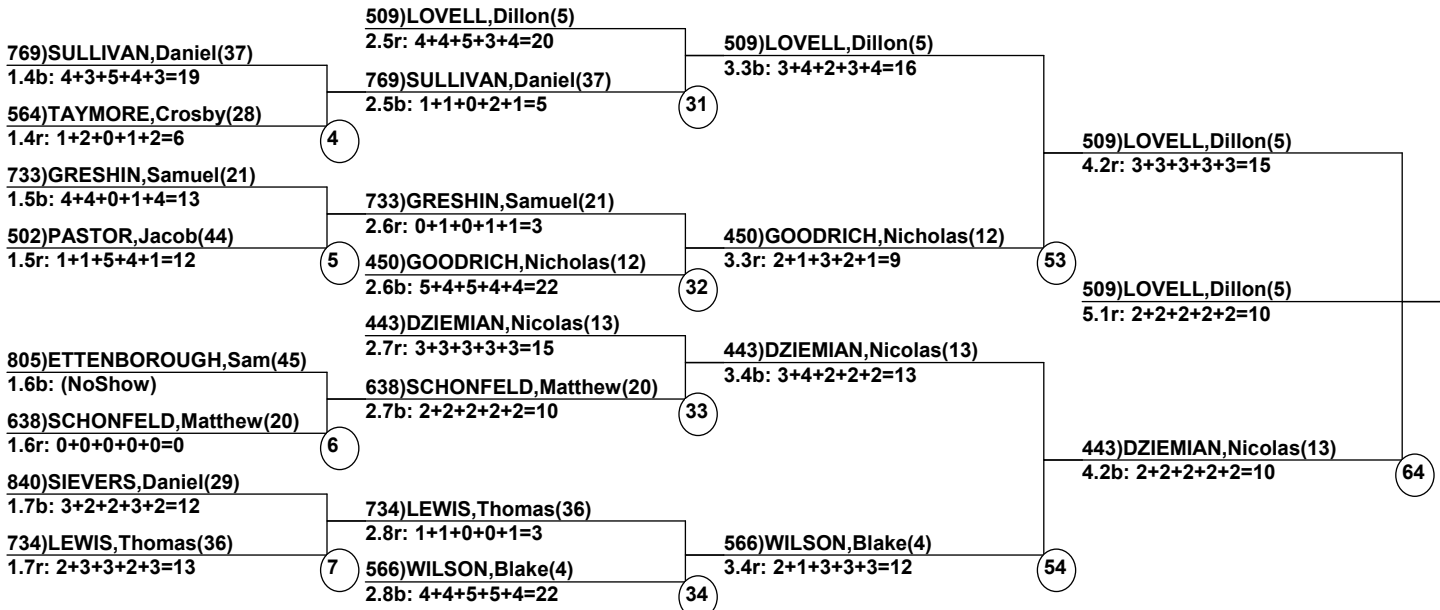 769)SULLIVAN,Daniel(37)
1.4b: 4+3+5+4+3=19
564)TAYMORE,Crosby(28)
1.4r: 1+2+0+1+2=6
4
733)GRESHIN,Samuel(21)
1.5b: 4+4+0+1+4=13
502)PASTOR,Jacob(44)
1.5r: 1+1+5+4+1=12
5
805)ETTENBOROUGH,Sam(45)
1.6b: (NoShow)
638)SCHONFELD,Matthew(20)
1.6r: 0+0+0+0+0=0
6
840)SIEVERS,Daniel(29)
1.7b: 3+2+2+3+2=12
734)LEWIS,Thomas(36)
1.7r: 2+3+3+2+3=13
7
509)LOVELL,Dillon(5)
2.5r: 4+4+5+3+4=20
769)SULLIVAN,Daniel(37)
2.5b: 1+1+0+2+1=5
31
733)GRESHIN,Samuel(21)
2.6r: 0+1+0+1+1=3
450)GOODRICH,Nicholas(12)
2.6b: 5+4+5+4+4=22
32
443)DZIEMIAN,Nicolas(13)
2.7r: 3+3+3+3+3=15
638)SCHONFELD,Matthew(20)
2.7b: 2+2+2+2+2=10
33
734)LEWIS,Thomas(36)
2.8r: 1+1+0+0+1=3
566)WILSON,Blake(4)
2.8b: 4+4+5+5+4=22
34
509)LOVELL,Dillon(5)
3.3b: 3+4+2+3+4=16
450)GOODRICH,Nicholas(12)
3.3r: 2+1+3+2+1=9
53
443)DZIEMIAN,Nicolas(13)
3.4b: 3+4+2+2+2=13
566)WILSON,Blake(4)
3.4r: 2+1+3+3+3=12
54
509)LOVELL,Dillon(5)
4.2r: 3+3+3+3+3=15
509)LOVELL,Dillon(5)
5.1r: 2+2+2+2+2=10
443)DZIEMIAN,Nicolas(13)
4.2b: 2+2+2+2+2=10
64